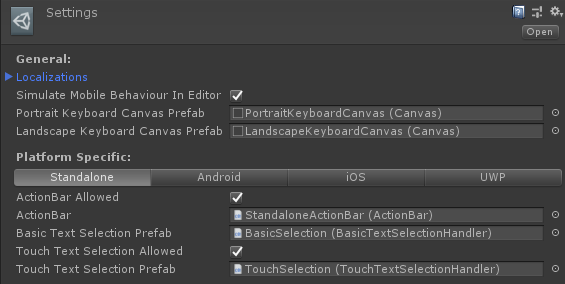 Settings
Open
General:
Localizations
Simulate Mobile Behaviour In Editor
Portrait Keyboard Canvas Prefab PortraitKeyboardCanvas (Canvas)
Landscape Keyboard Canvas Prefab LandscapeKeyboardCanvas (Canvas)
Platform Specific:
Standalone Android iOS UWP
ActionBar Allowed
ActionBar StandaloneActionBar (ActionBar)
Basic Text Selection Prefab BasicSelection (BasicTextSelectionHandler)
Touch Text Selection Allowed
Touch Text Selection Prefab TouchSelection (TouchTextSelectionHandler)